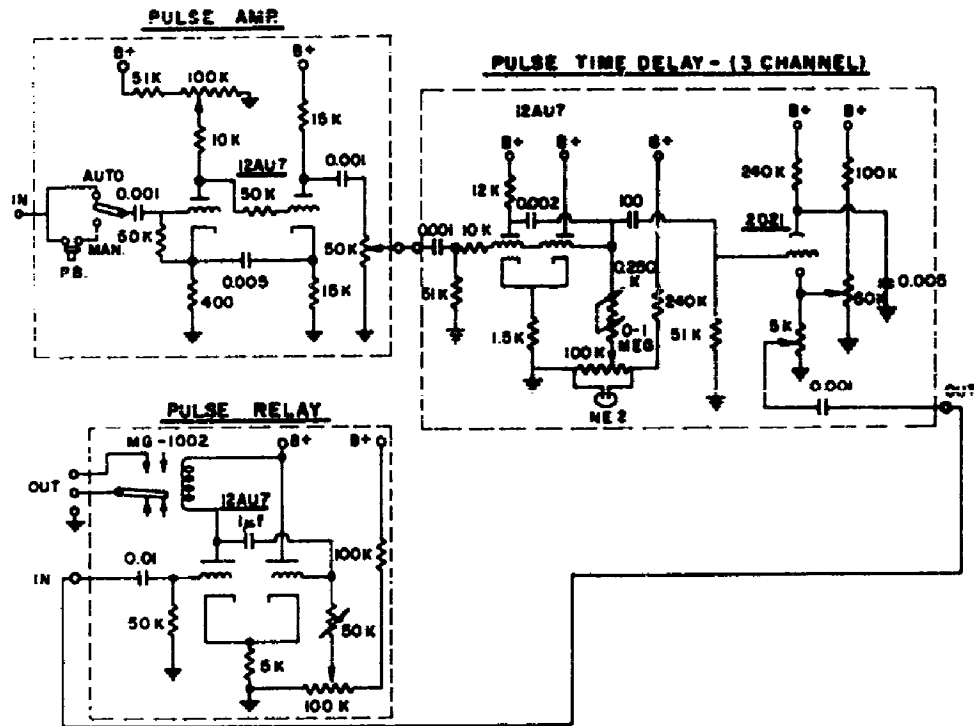 PULSE AMP.
B+
B+
51K
100K
10K
15K
12AU7
0.001
AUTO
0.001
50K
IN
50K
MAN.
P.B.
0.005
50K
400
15K
PULSE TIME DELAY - (3 CHANNEL)
12AU7
B+
B+
B+
B+
B+
12K
0.002
100
240K
100K
2D21
0.001
10K
51K
0.250
K
240K
0-1
MEG
1.5K
100K
51K
NE 2
0.005
5K
0.001
OUT
PULSE RELAY
MG-1002
B+
B+
OUT
12AU7
1µf
100K
0.01
IN
50K
50K
5K
100K